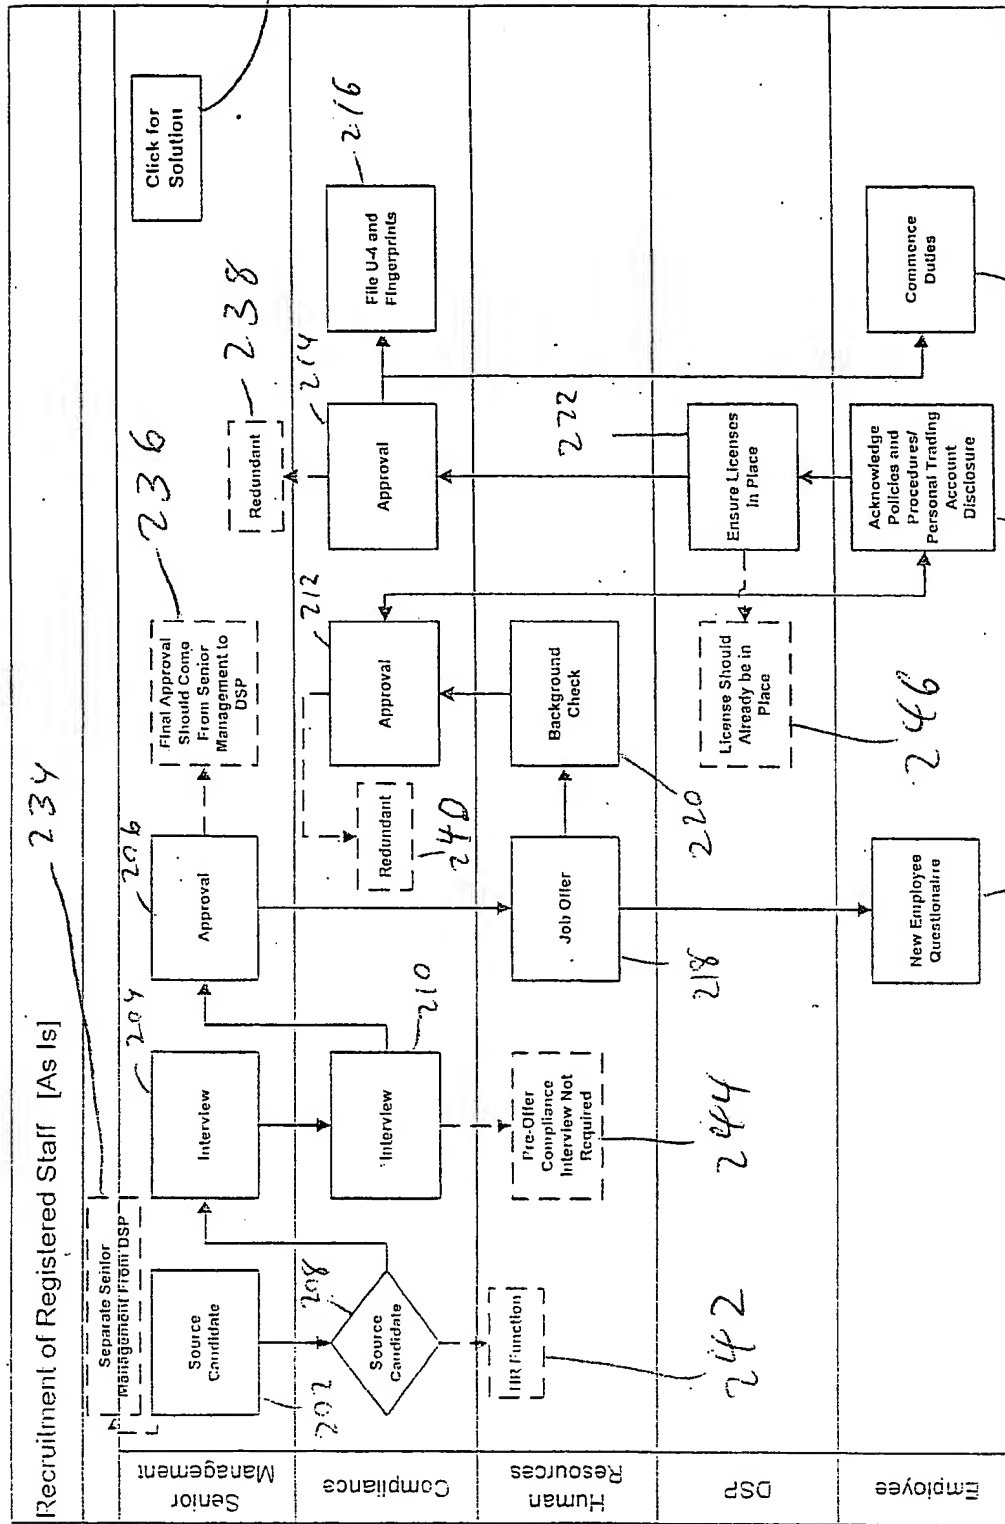 Recruitment of Registered Staff [As Is]
234
Separate Senior
Management From DSP
Senior
Management
Source
Candidate
202
Interview
204
Approval
206
Final Approval
Should Come
From Senior
Management to
DSP
236
Redundant
238
Click for
Solution
Compliance
Source
Candidate
208
Interview
210
Redundant
240
Approval
212
Approval
214
File U-4 and
Fingerprints
216
Human
Resources
HR Function
242
Pre-Offer
Compliance
Interview Not
Required
244
Job Offer
218
Background
Check
220
222
DSP
License Should
Already be in
Place
246
Ensure Licenses
In Place
Employee
New Employee
Questionaire
Acknowledge
Policies and
Procedures/
Personal Trading
Account
Disclosure
Commence
Duties